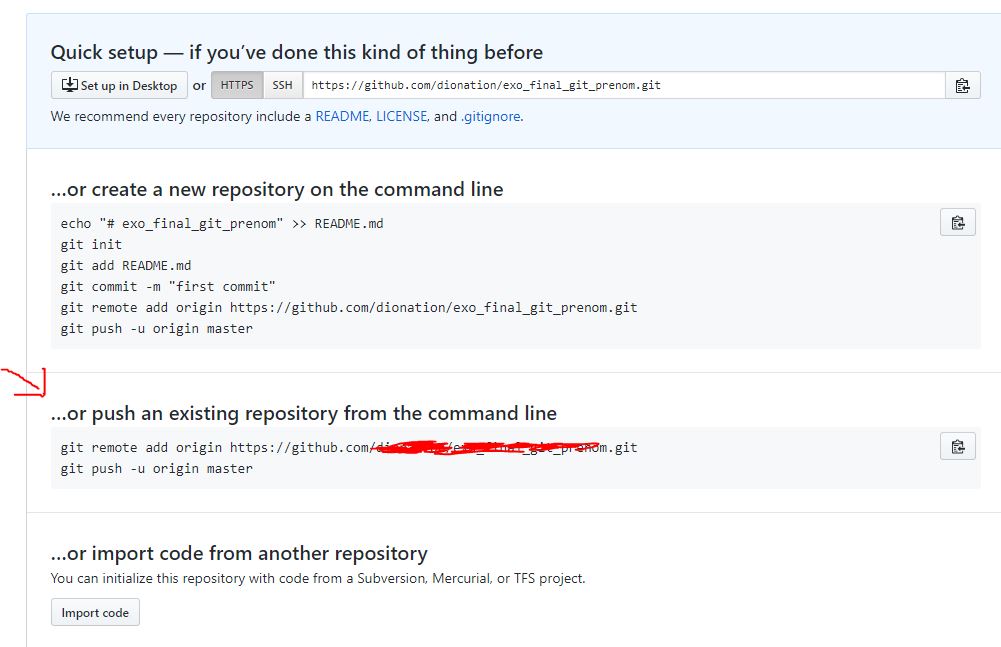 Quick setup — if you’ve done this kind of thing before
Set up in Desktop or HTTPS SSH https://github.com/dionation/exo_final_git_prenom.git
We recommend every repository include a README, LICENSE, and .gitignore.
…or create a new repository on the command line
echo "# exo_final_git_prenom" >> README.md
git init
git add README.md
git commit -m "first commit"
git remote add origin https://github.com/dionation/exo_final_git_prenom.git
git push -u origin master
…or push an existing repository from the command line
git remote add origin https://github.com/ .git
git push -u origin master
…or import code from another repository
You can initialize this repository with code from a Subversion, Mercurial, or TFS project.
Import code